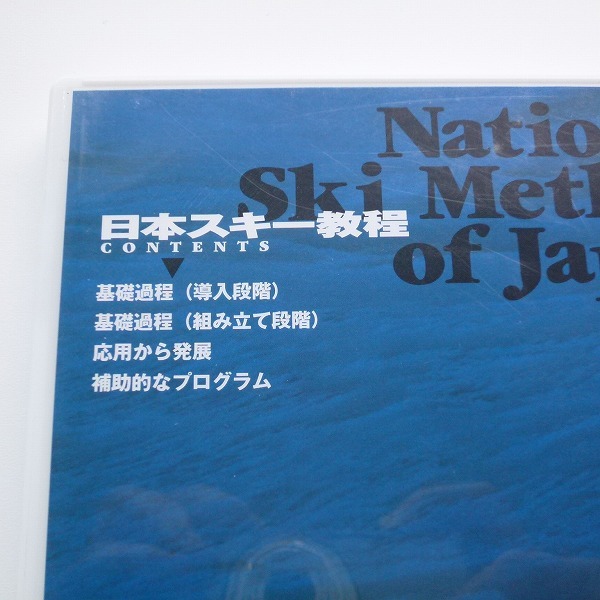 Natio
Ski Meth
of Jap
日本スキー教程
CONTENTS
基礎過程（導入段階）
基礎過程（組み立て段階）
応用から発展
補助的なプログラム